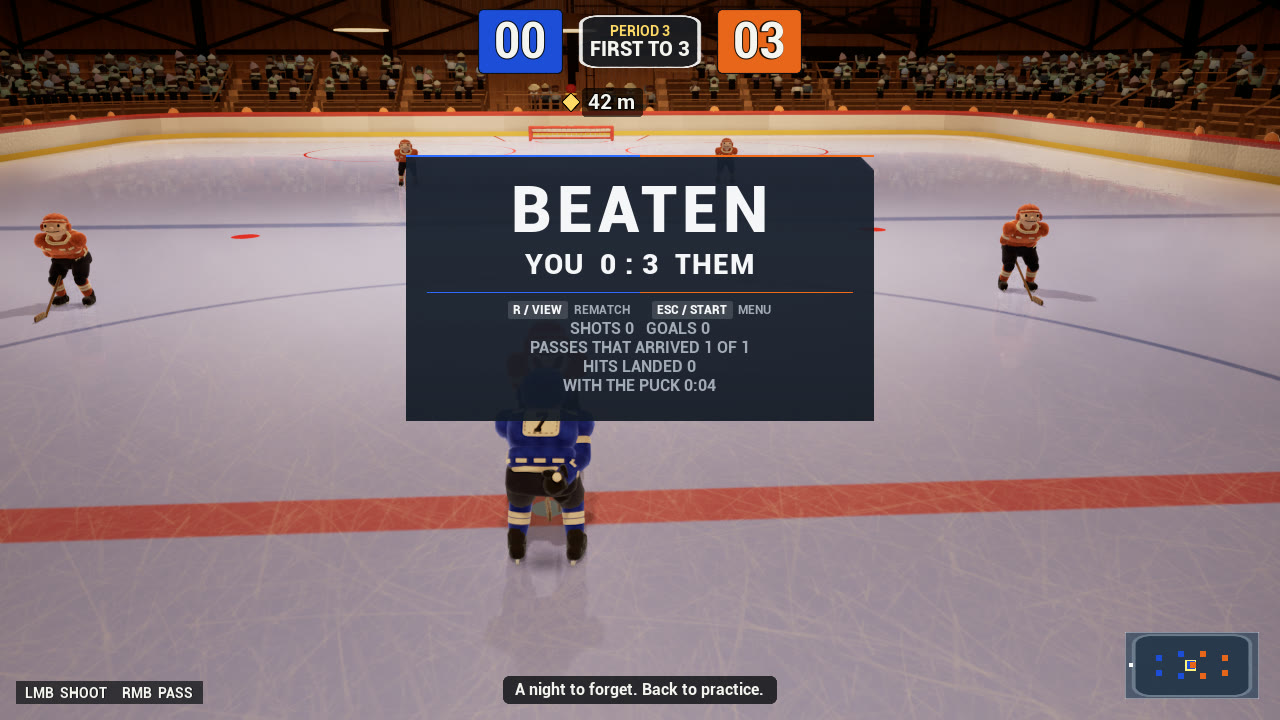 00
PERIOD 3
FIRST TO 3
03
42 m
BEATEN
YOU 0 : 3 THEM
R / VIEW REMATCH ESC / START MENU
SHOTS 0 GOALS 0
PASSES THAT ARRIVED 1 OF 1
HITS LANDED 0
WITH THE PUCK 0:04
7
LMB SHOOT RMB PASS
A night to forget. Back to practice.